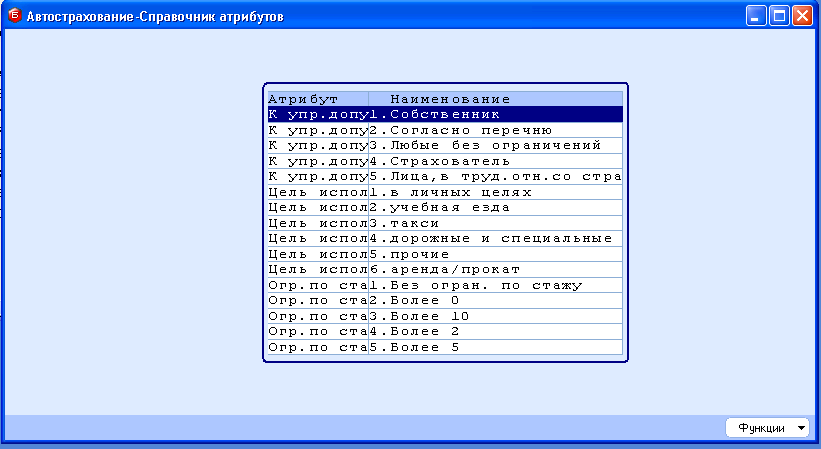 Автострахование-Справочник атрибутов
Атрибут Наименование
К упр.допу 1.Собственник
К упр.допу 2.Согласно перечню
К упр.допу 3.Любые без ограничений
К упр.допу 4.Страхователь
К упр.допу 5.Лица,в труд.отн.со стра
Цель испол 1.в личных целях
Цель испол 2.учебная езда
Цель испол 3.такси
Цель испол 4.дорожные и специальные
Цель испол 5.прочие
Цель испол 6.аренда/прокат
Огр.по ста 1.Без огран. по стажу
Огр.по ста 2.Более 0
Огр.по ста 3.Более 10
Огр.по ста 4.Более 2
Огр.по ста 5.Более 5
Функции